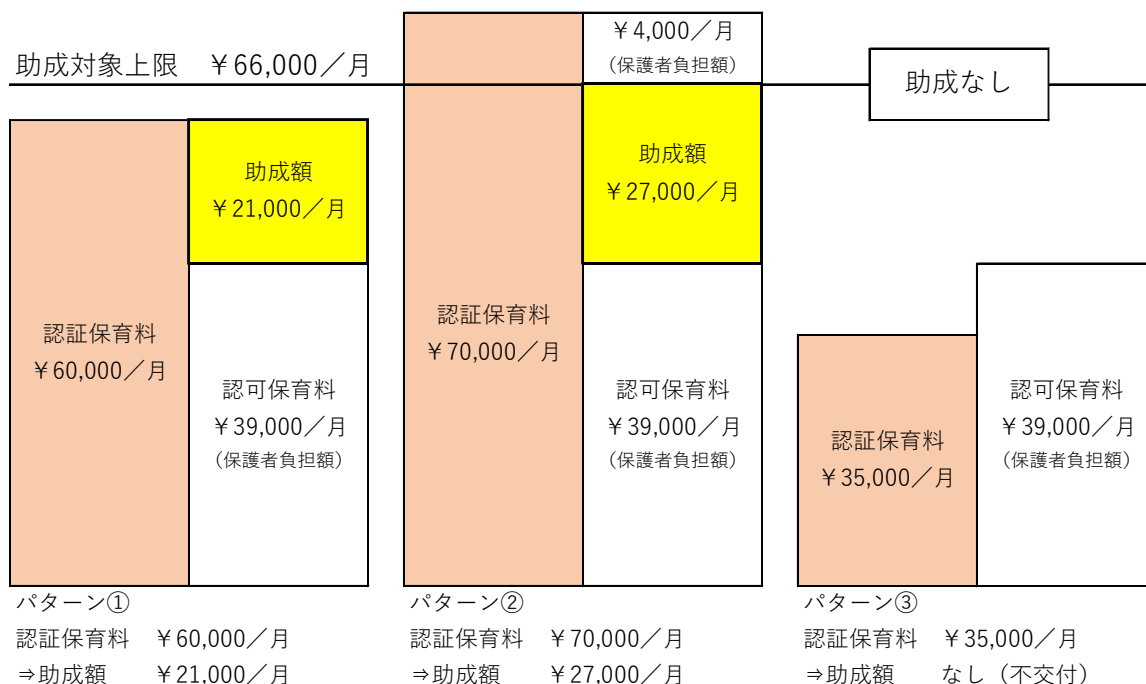 助成対象上限　￥66,000／月
￥4,000／月
（保護者負担額）
助成なし
助成額
￥21,000／月
助成額
￥27,000／月
認証保育料
￥60,000／月
認可保育料
￥39,000／月
（保護者負担額）
認証保育料
￥70,000／月
認可保育料
￥39,000／月
（保護者負担額）
認証保育料
￥35,000／月
認可保育料
￥39,000／月
（保護者負担額）
パターン①
認証保育料　￥60,000／月
⇒助成額　￥21,000／月
パターン②
認証保育料　￥70,000／月
⇒助成額　￥27,000／月
パターン③
認証保育料　￥35,000／月
⇒助成額　なし（不交付）